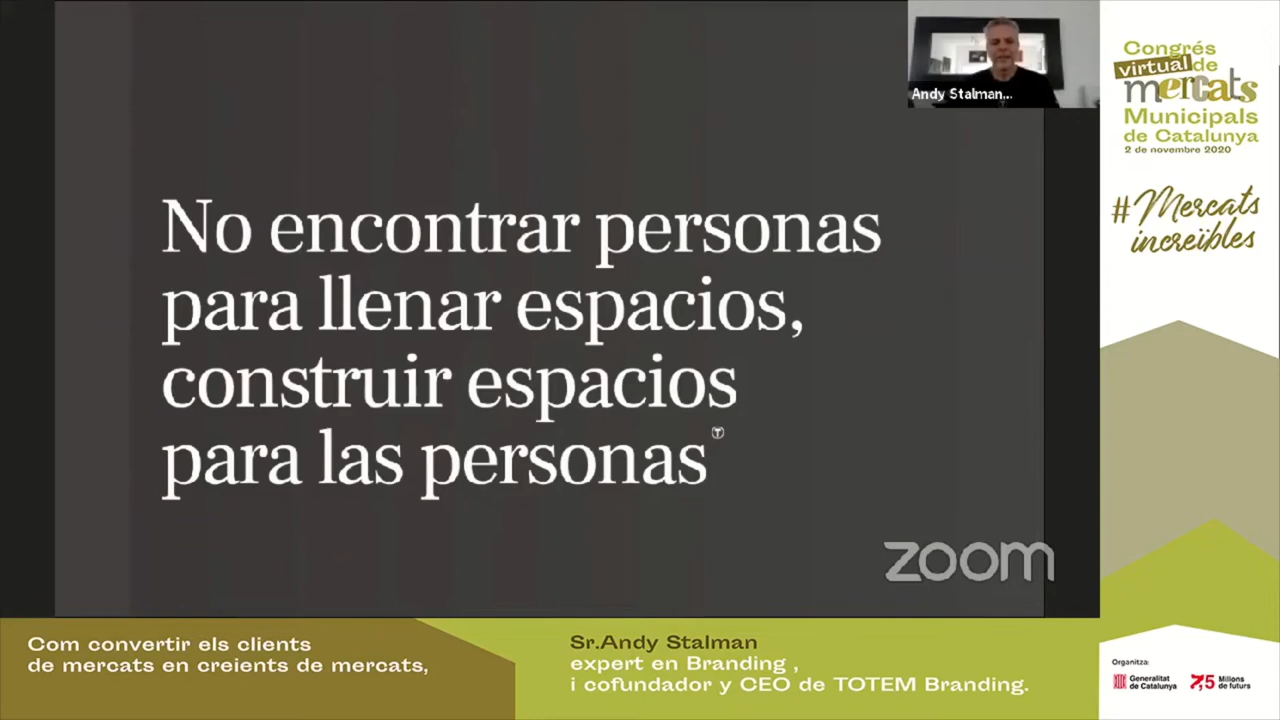 No encontrar personas
para llenar espacios,
construir espacios
para las personas
zoom
Andy Stalman...
Congrés
virtual de
mercats
Municipals
de Catalunya
2 de novembre 2020
#Mercats
increïbles
Com convertir els clients
de mercats en creients de mercats,
Sr.Andy Stalman
expert en Branding ,
i cofundador y CEO de TOTEM Branding.
Organitza:
Generalitat
de Catalunya
7,5 Milions
de futurs